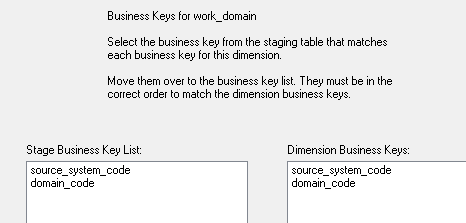 Business Keys for work_domain
Select the business key from the staging table that matches
each business key for this dimension.
Move them over to the business key list. They must be in the
correct order to match the dimension business keys.
Stage Business Key List:
source_system_code
domain_code
Dimension Business Keys:
source_system_code
domain_code